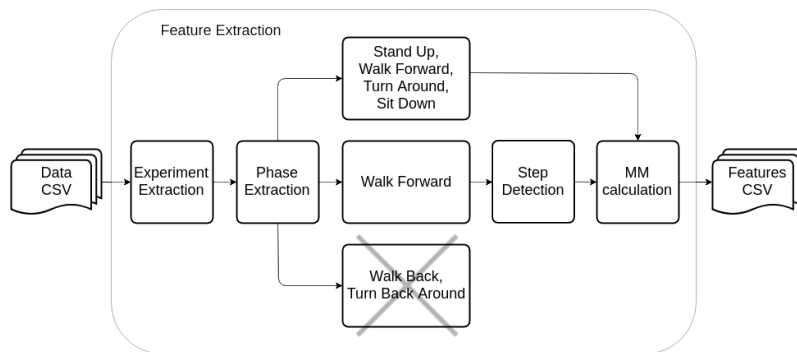 Feature Extraction
Stand Up,
Walk Forward,
Turn Around,
Sit Down
Data
CSV
Experiment
Extraction
Phase
Extraction
Walk Forward
Step
Detection
MM
calculation
Features
CSV
Walk Back,
Turn Back Around